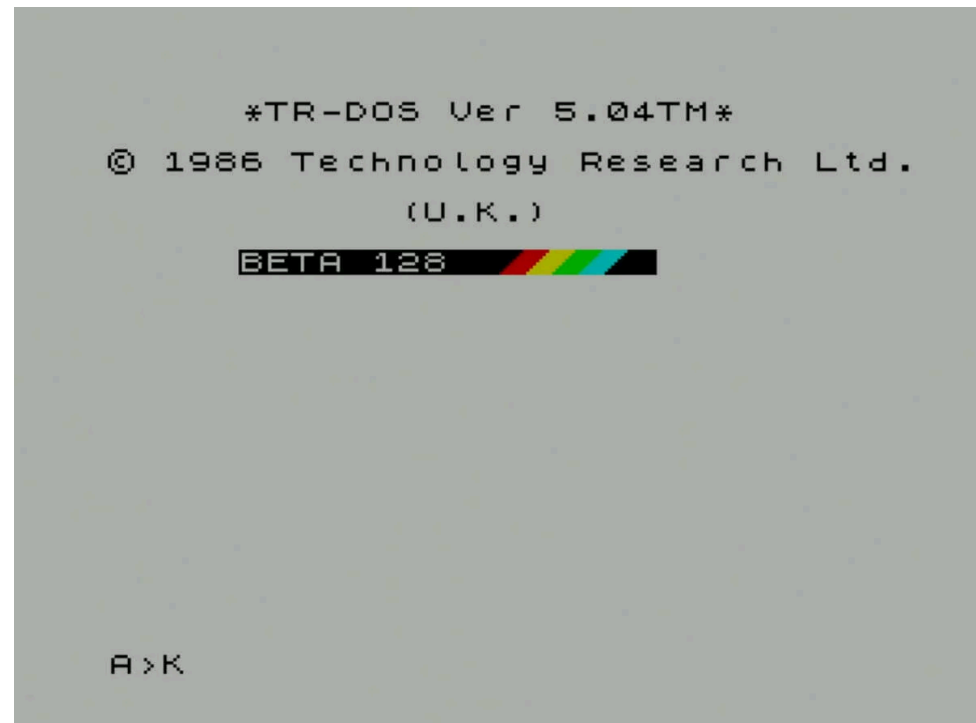 *TR-DOS Ver 5.04TM*
© 1986 Technology Research Ltd.
(U.K.)
BETA 128
A>K